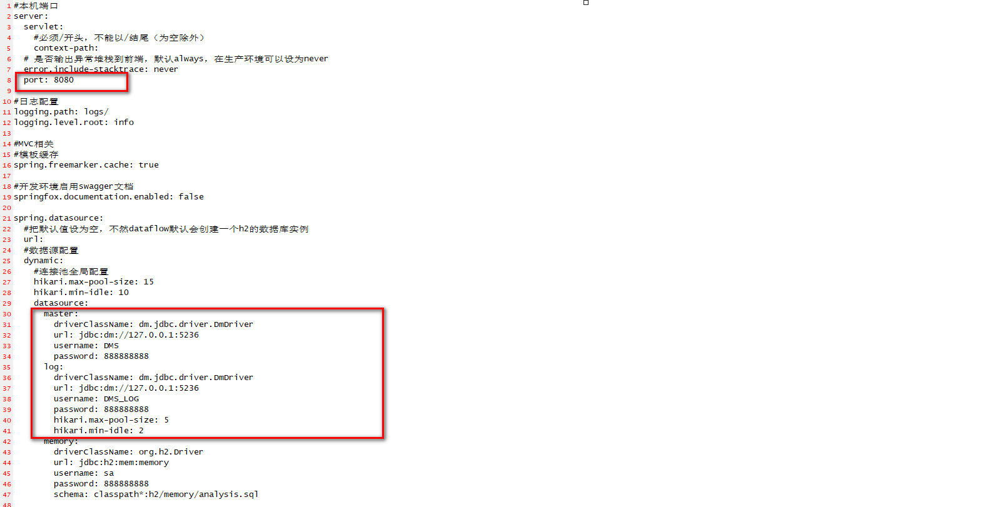 1 #本机端口
2 server:
3   servlet:
4     #必须/开头，不能以/结尾（为空除外）
5     context-path:
6   # 是否输出异常堆栈到前端，默认always，在生产环境可以设为never
7   error.include-stacktrace: never
8   port: 8080
9
10 #日志配置
11 logging.path: logs/
12 logging.level.root: info
13
14 #MVC相关
15 #模板缓存
16 spring.freemarker.cache: true
17
18 #开发环境启用swagger文档
19 springfox.documentation.enabled: false
20
21 spring.datasource:
22   #把默认值设为空，不然dataflow默认会创建一个h2的数据库实例
23   url:
24   #数据源配置
25   dynamic:
26     #连接池全局配置
27     hikari.max-pool-size: 15
28     hikari.min-idle: 10
29     datasource:
30       master:
31         driverClassName: dm.jdbc.driver.DmDriver
32         url: jdbc:dm://127.0.0.1:5236
33         username: DMS
34         password: 888888888
35       log:
36         driverClassName: dm.jdbc.driver.DmDriver
37         url: jdbc:dm://127.0.0.1:5236
38         username: DMS_LOG
39         password: 888888888
40         hikari.max-pool-size: 5
41         hikari.min-idle: 2
42       memory:
43         driverClassName: org.h2.Driver
44         url: jdbc:h2:mem:memory
45         username: sa
46         password: 888888888
47         schema: classpath*:h2/memory/analysis.sql
48